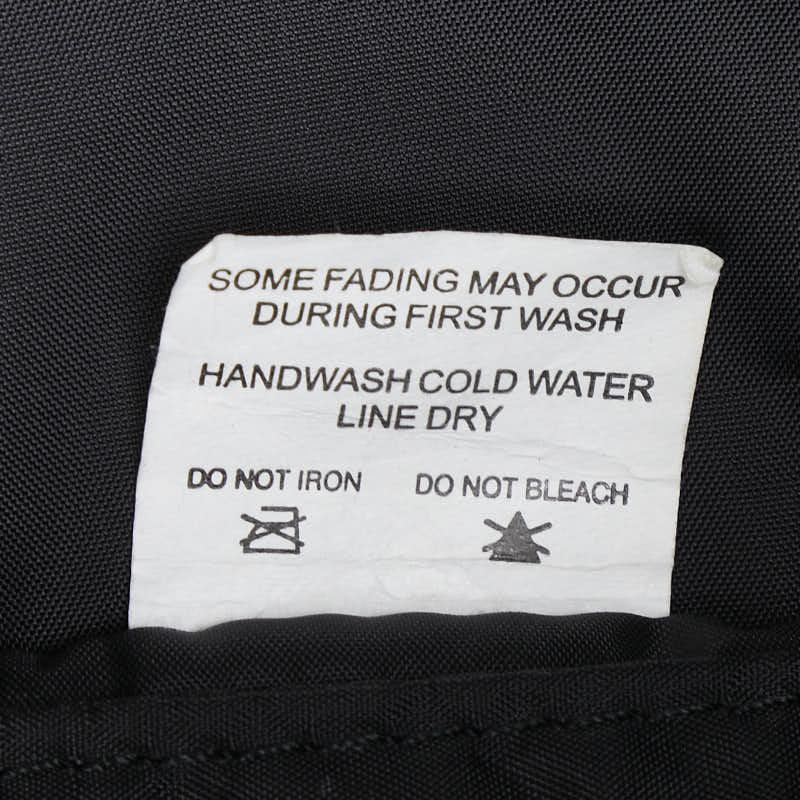 SOME FADING MAY OCCUR
DURING FIRST WASH
HANDWASH COLD WATER
LINE DRY
DO NOT IRON DO NOT BLEACH